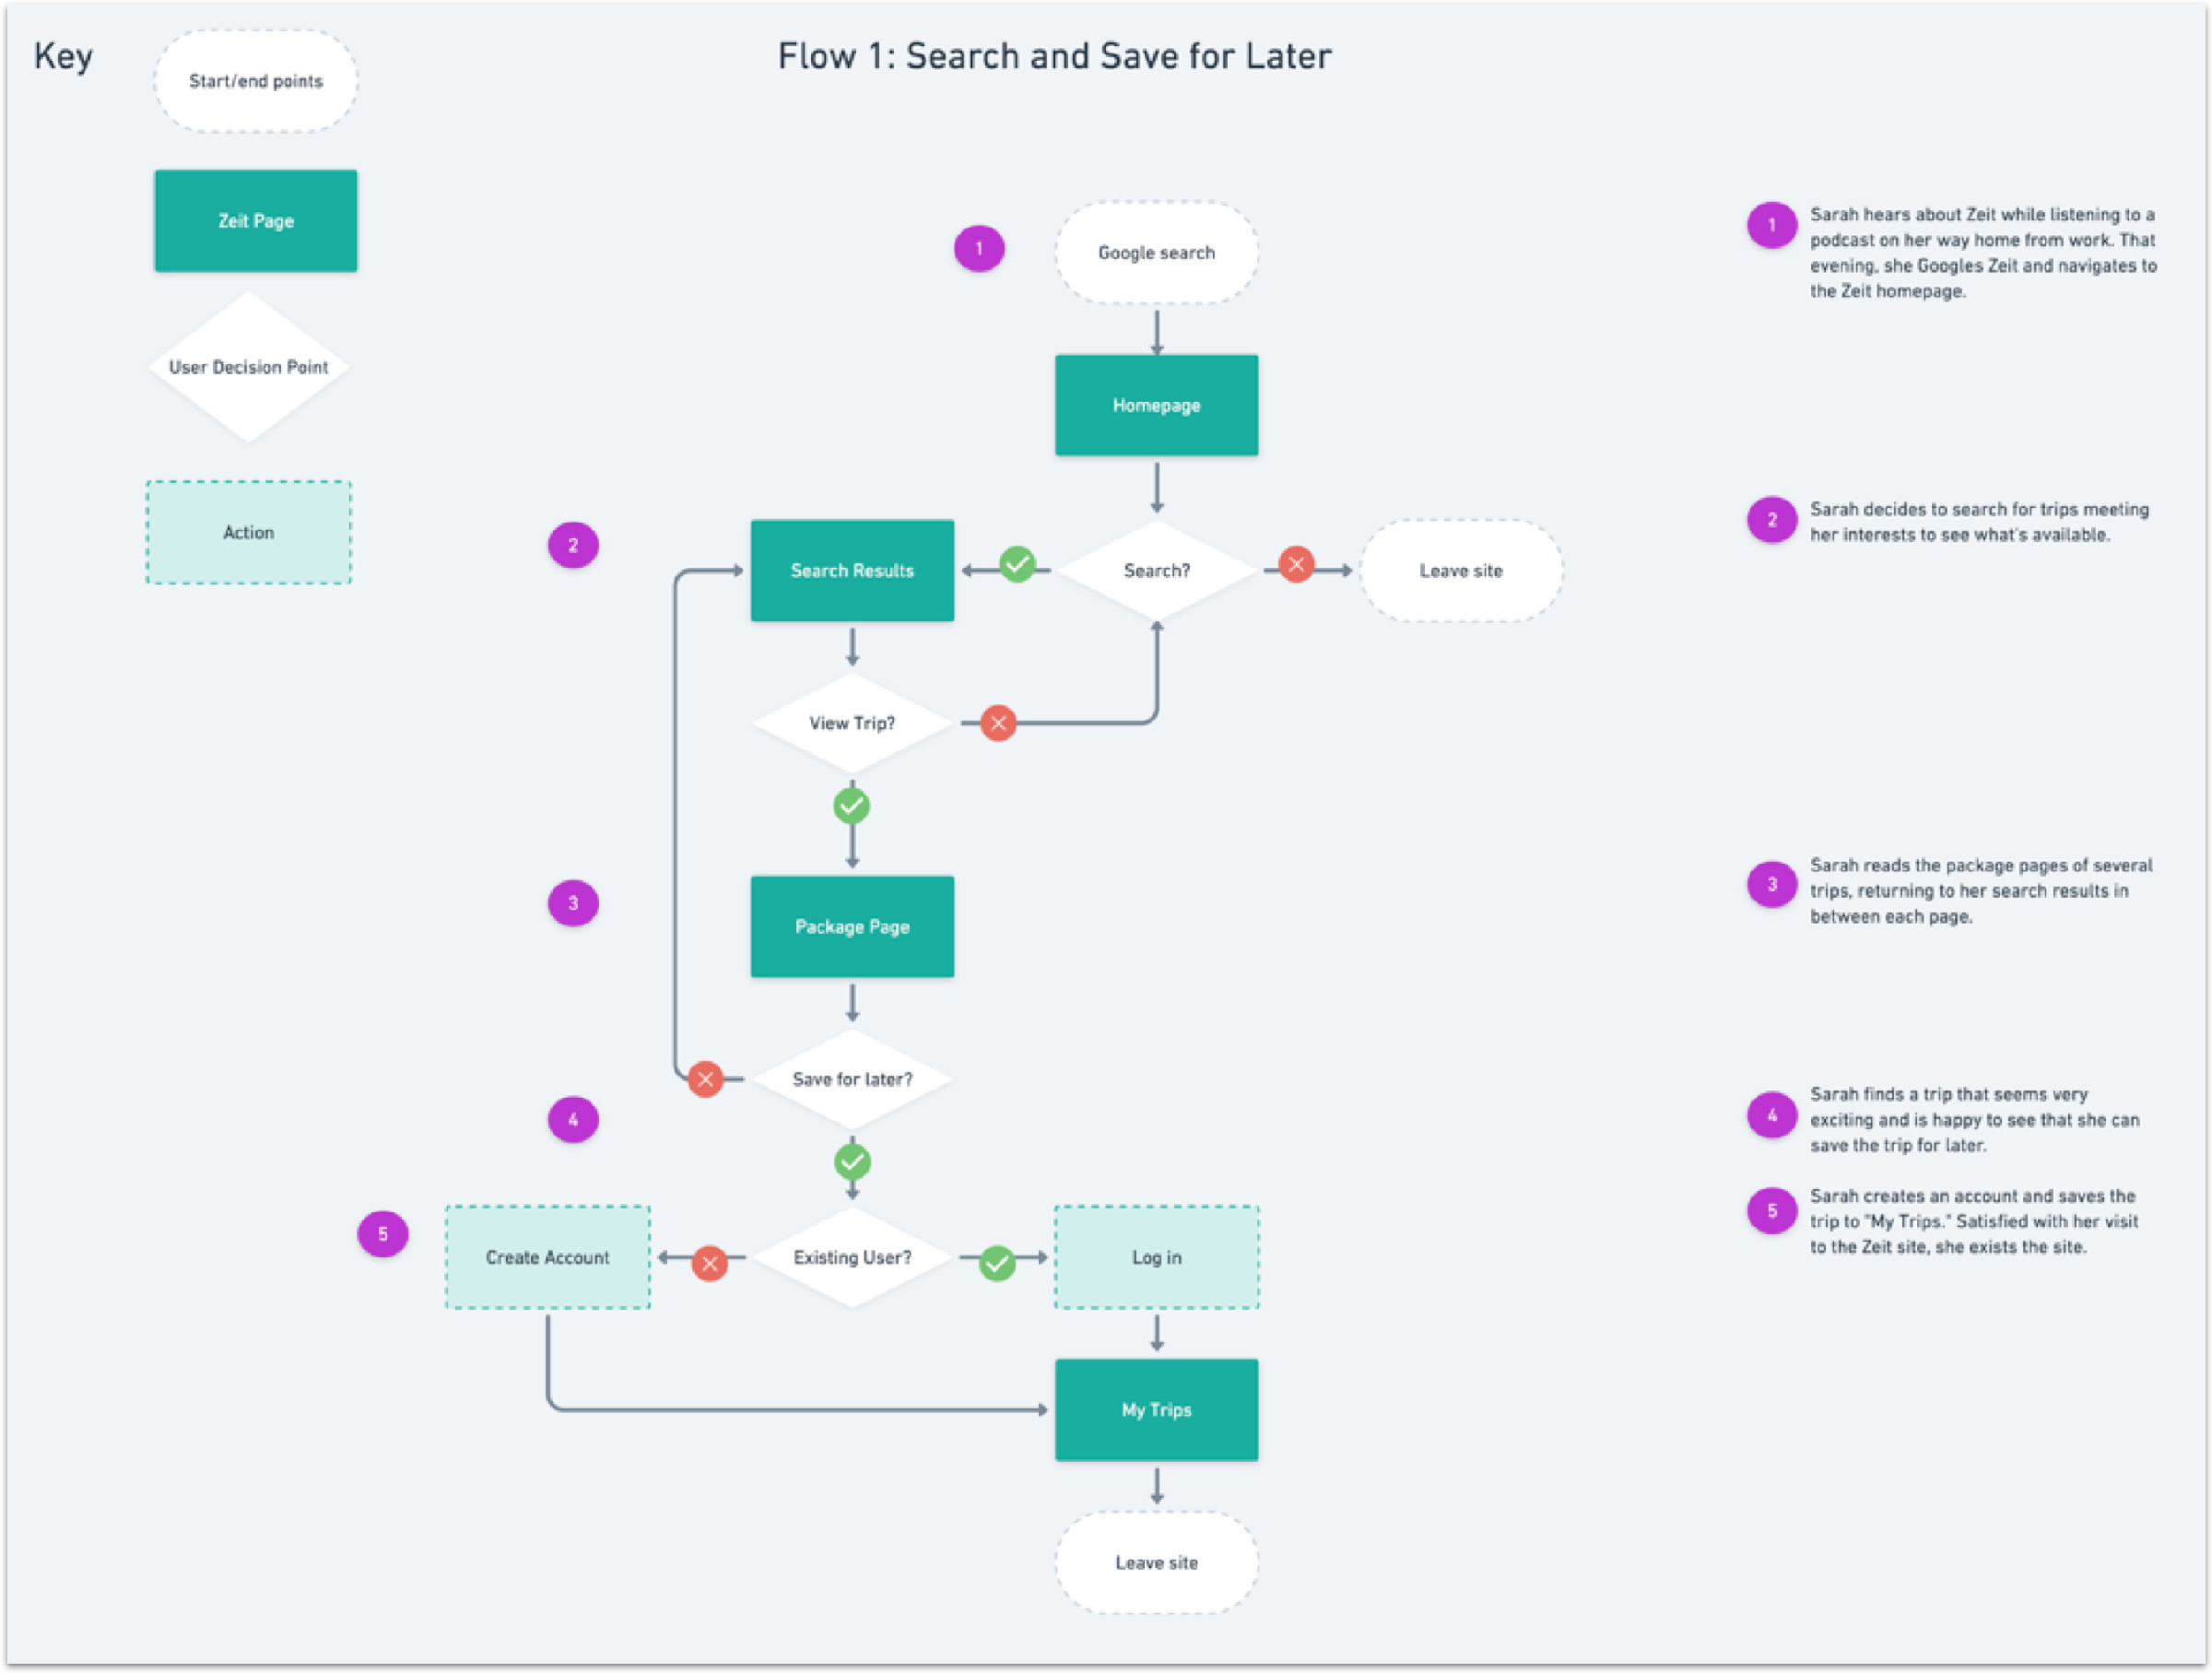 Key
Flow 1: Search and Save for Later
Start/end points
Zeit Page
User Decision Point
Action
1
Google search
Homepage
2
Search Results
Search?
Leave site
View Trip?
3
Package Page
Save for later?
4
5
Create Account
Existing User?
Log in
My Trips
Leave site
1
Sarah hears about Zeit while listening to a
podcast on her way home from work. That
evening, she Googles Zeit and navigates to
the Zeit homepage.
2
Sarah decides to search for trips meeting
her interests to see what's available.
3
Sarah reads the package pages of several
trips, returning to her search results in
between each page.
4
Sarah finds a trip that seems very
exciting and is happy to see that she can
save the trip for later.
5
Sarah creates an account and saves the
trip to "My Trips." Satisfied with her visit
to the Zeit site, she exists the site.